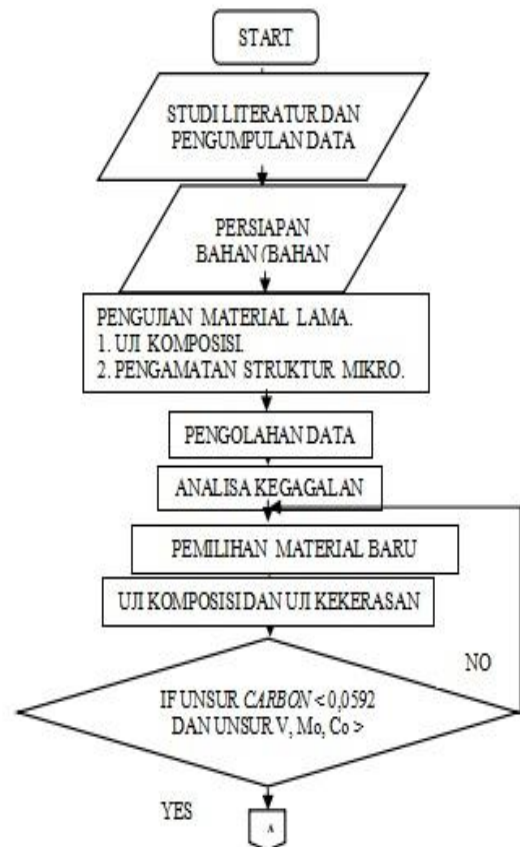 START
STUDI LITERATUR DAN
PENGUMPULAN DATA
PERSIAPAN
BAHAN (BAHAN
PENGUJIAN MATERIAL LAMA.
1. UJI KOMPOSISI.
2. PENGAMATAN STRUKTUR MIKRO.
PENGOLAHAN DATA
ANALISA KEGAGALAN
PEMILIHAN MATERIAL BARU
UJI KOMPOSISI DAN UJI KEKERASAN
NO
IF UNSUR CARBON < 0,0592
DAN UNSUR V, Mo, Co >
YES
A